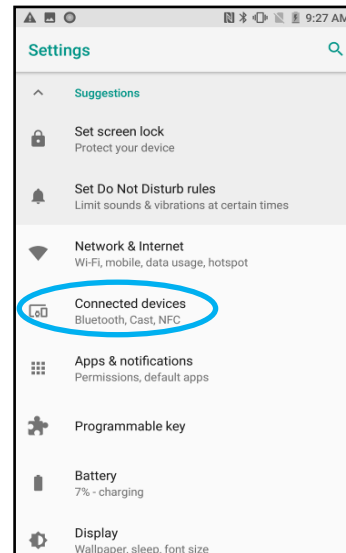 9:27 AM
Settings
Suggestions
Set screen lock
Protect your device
Set Do Not Disturb rules
Limit sounds & vibrations at certain times
Network & Internet
Wi-Fi, mobile, data usage, hotspot
Connected devices
Bluetooth, Cast, NFC
Apps & notifications
Permissions, default apps
Programmable key
Battery
7% - charging
Display
Wallpaper, sleep, font size